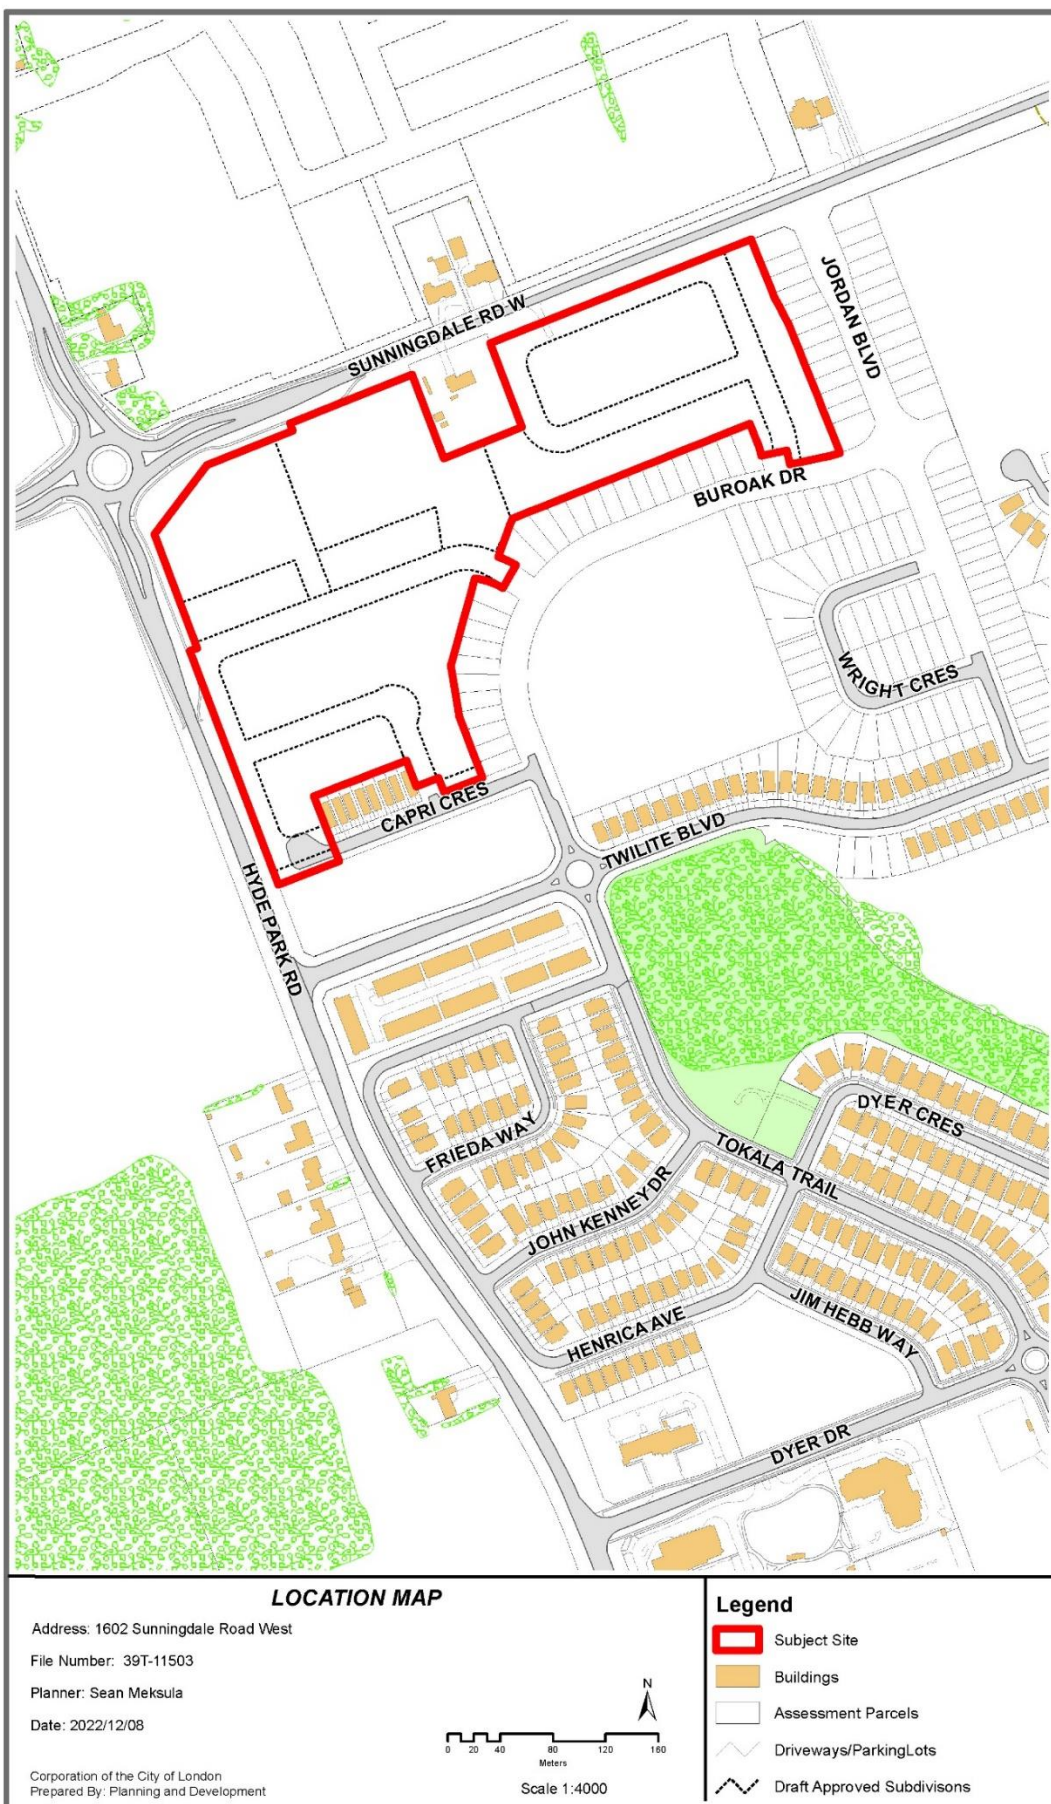 SUNNINGDALE RD W
JORDAN BLVD
BUROAK DR
WRIGHT CRES
CAPRI CRES
TWILITE BLVD
HYDE PARK RD
FRIEDA WAY
DYER CRES
TOKALA TRAIL
JOHN KENNEY DR
JIM HEBB WAY
HENRICA AVE
DYER DR
LOCATION MAP
Address: 1602 Sunningdale Road West
File Number: 39T-11503
Planner: Sean Meksula
Date: 2022/12/08
Corporation of the City of London
Prepared By: Planning and Development
N
0 20 40 80 120 160
Meters
Scale 1:4000
Legend
Subject Site
Buildings
Assessment Parcels
Driveways/ParkingLots
Draft Approved Subdivisons